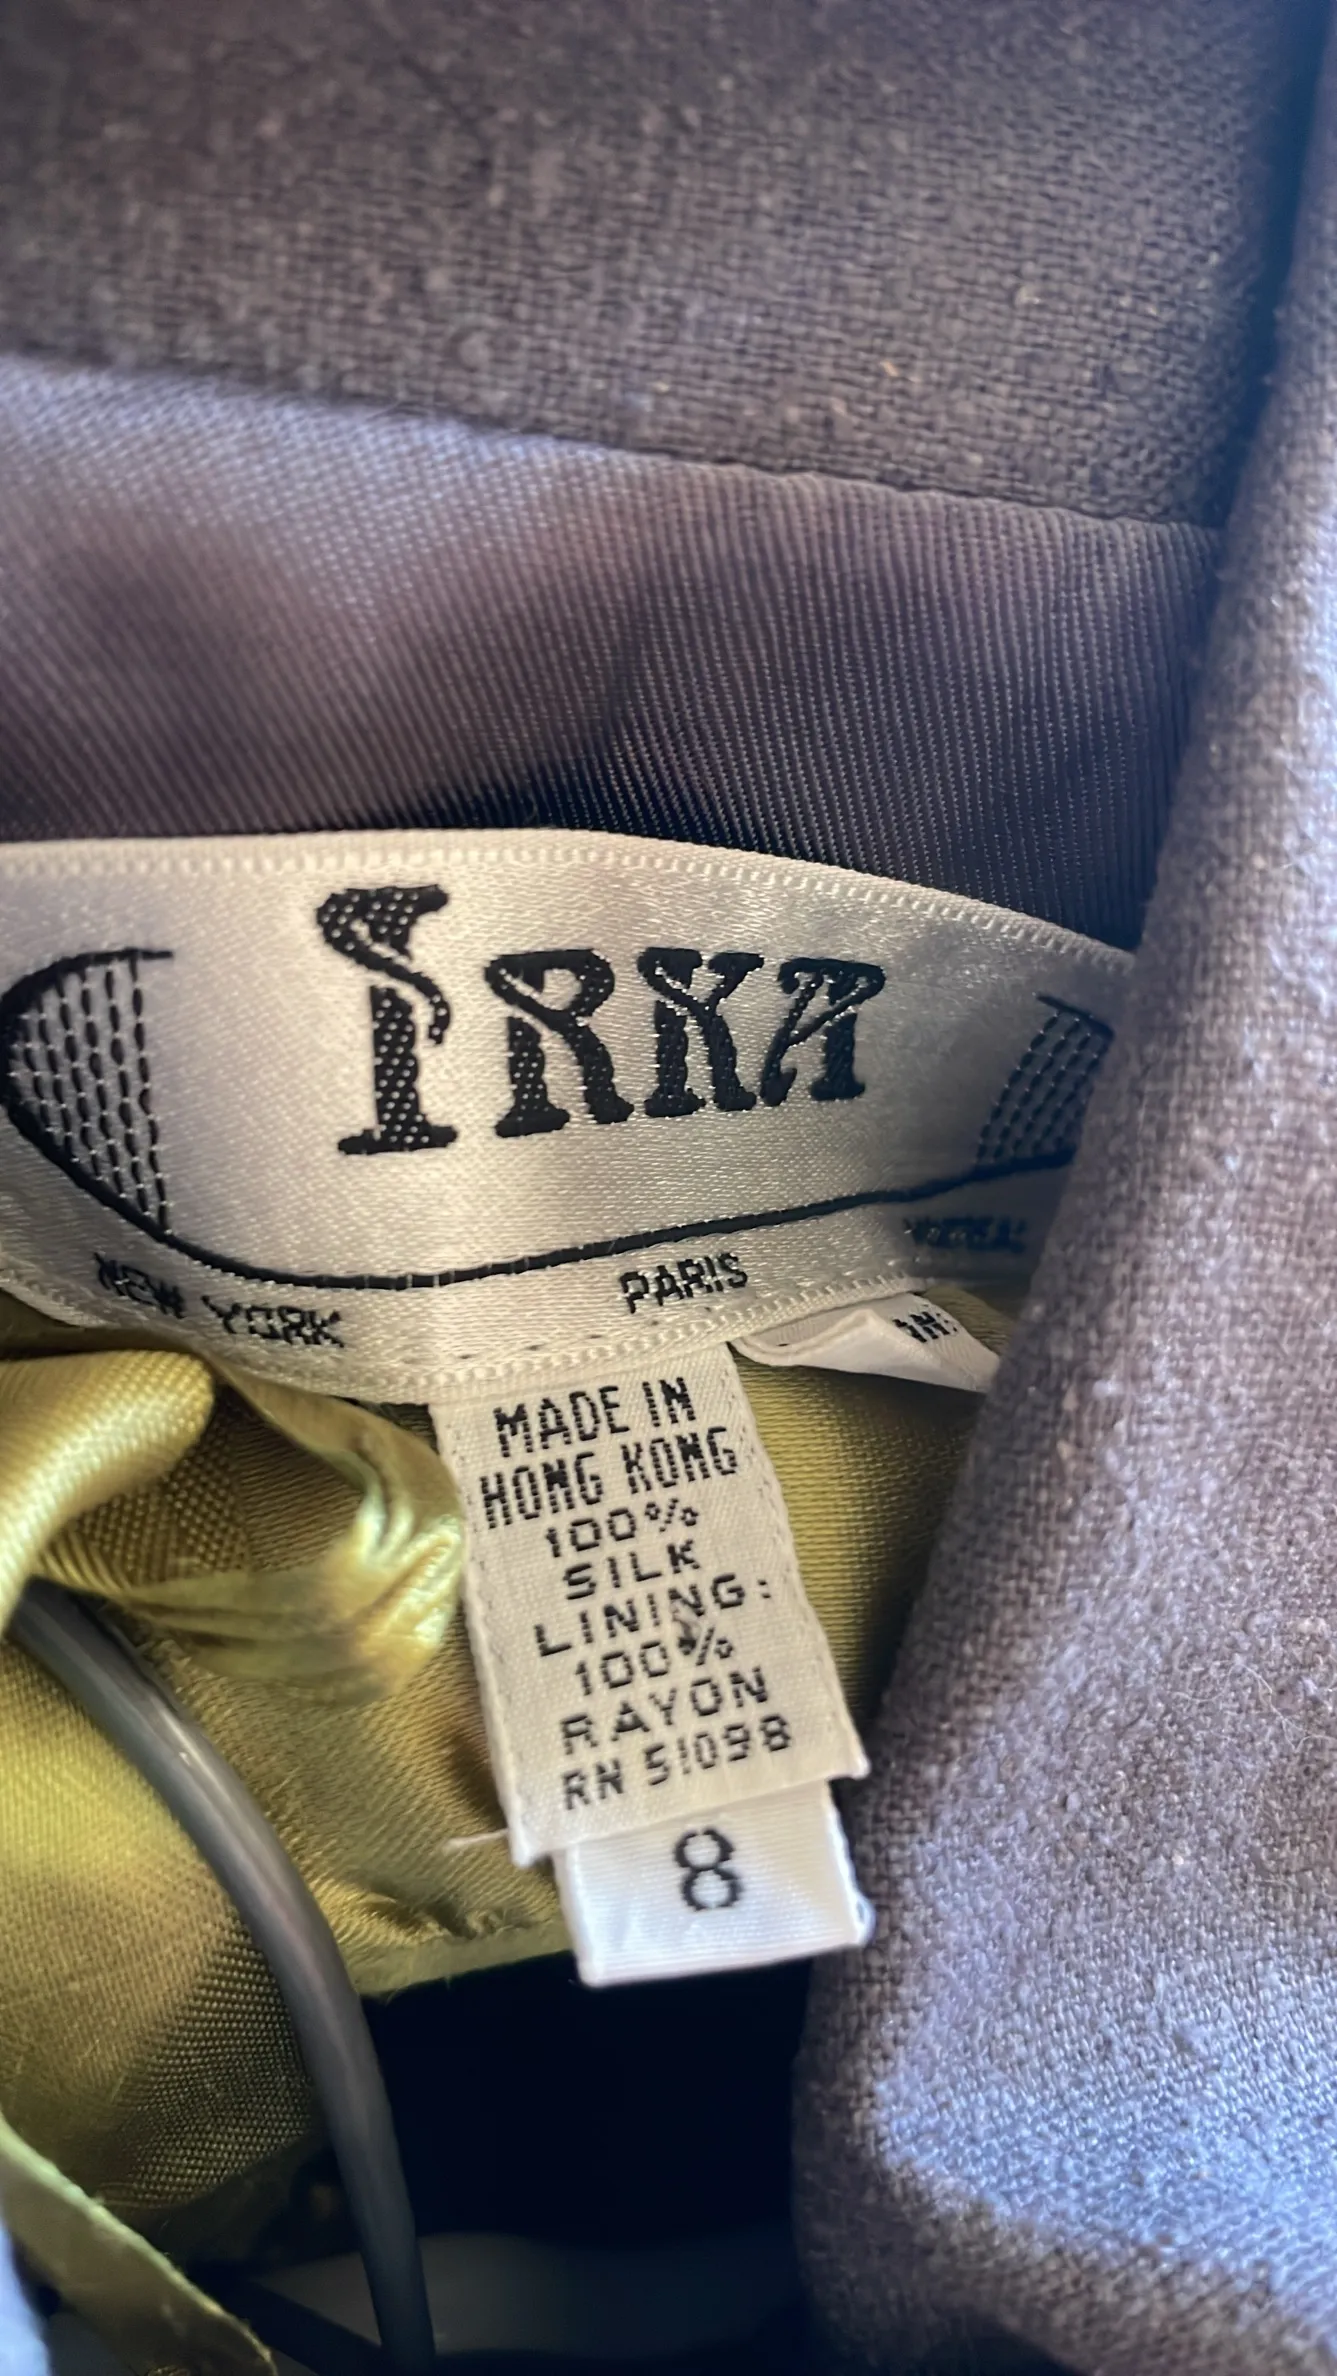 IRKA
NEW YORK PARIS
MADE IN
HONG KONG
100%
SILK
LINING:
100%
RAYON
RN 51098
8